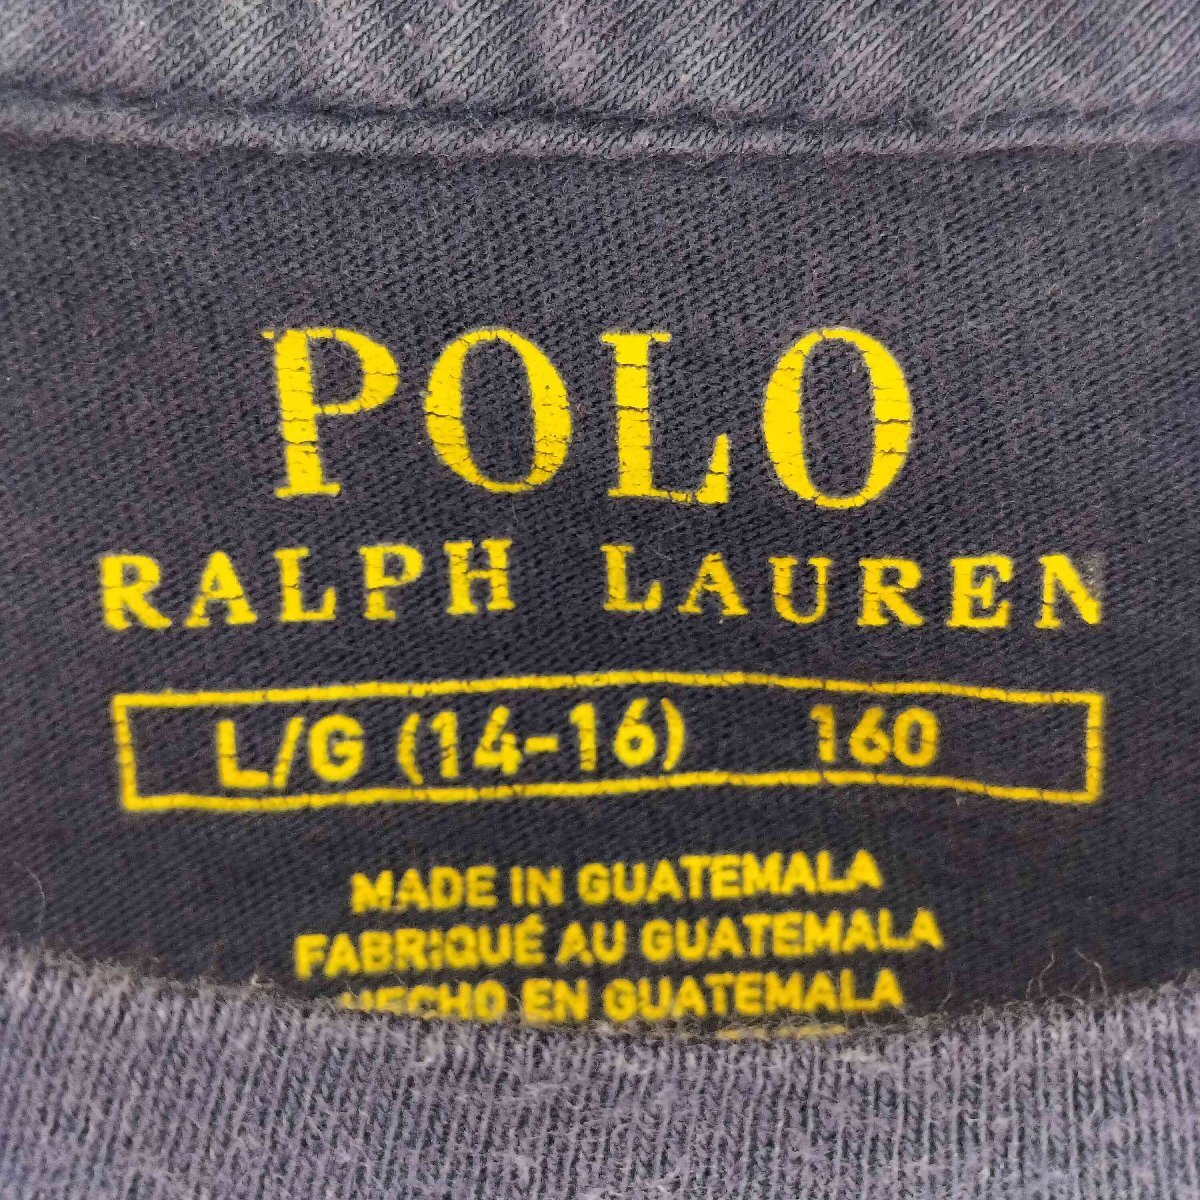 POLO
RALPH LAUREN
L/G (14-16) 160
MADE IN GUATEMALA
FABRIQUÉ AU GUATEMALA
HECHO EN GUATEMALA